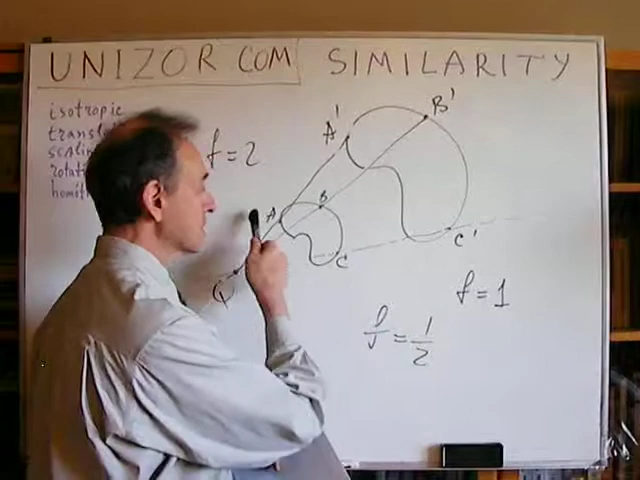 UNIZOR.COM
SIMILARITY
isotropic
f = 2
A'
B'
A
B
C
C'
Q
f = 1
f = 1/2